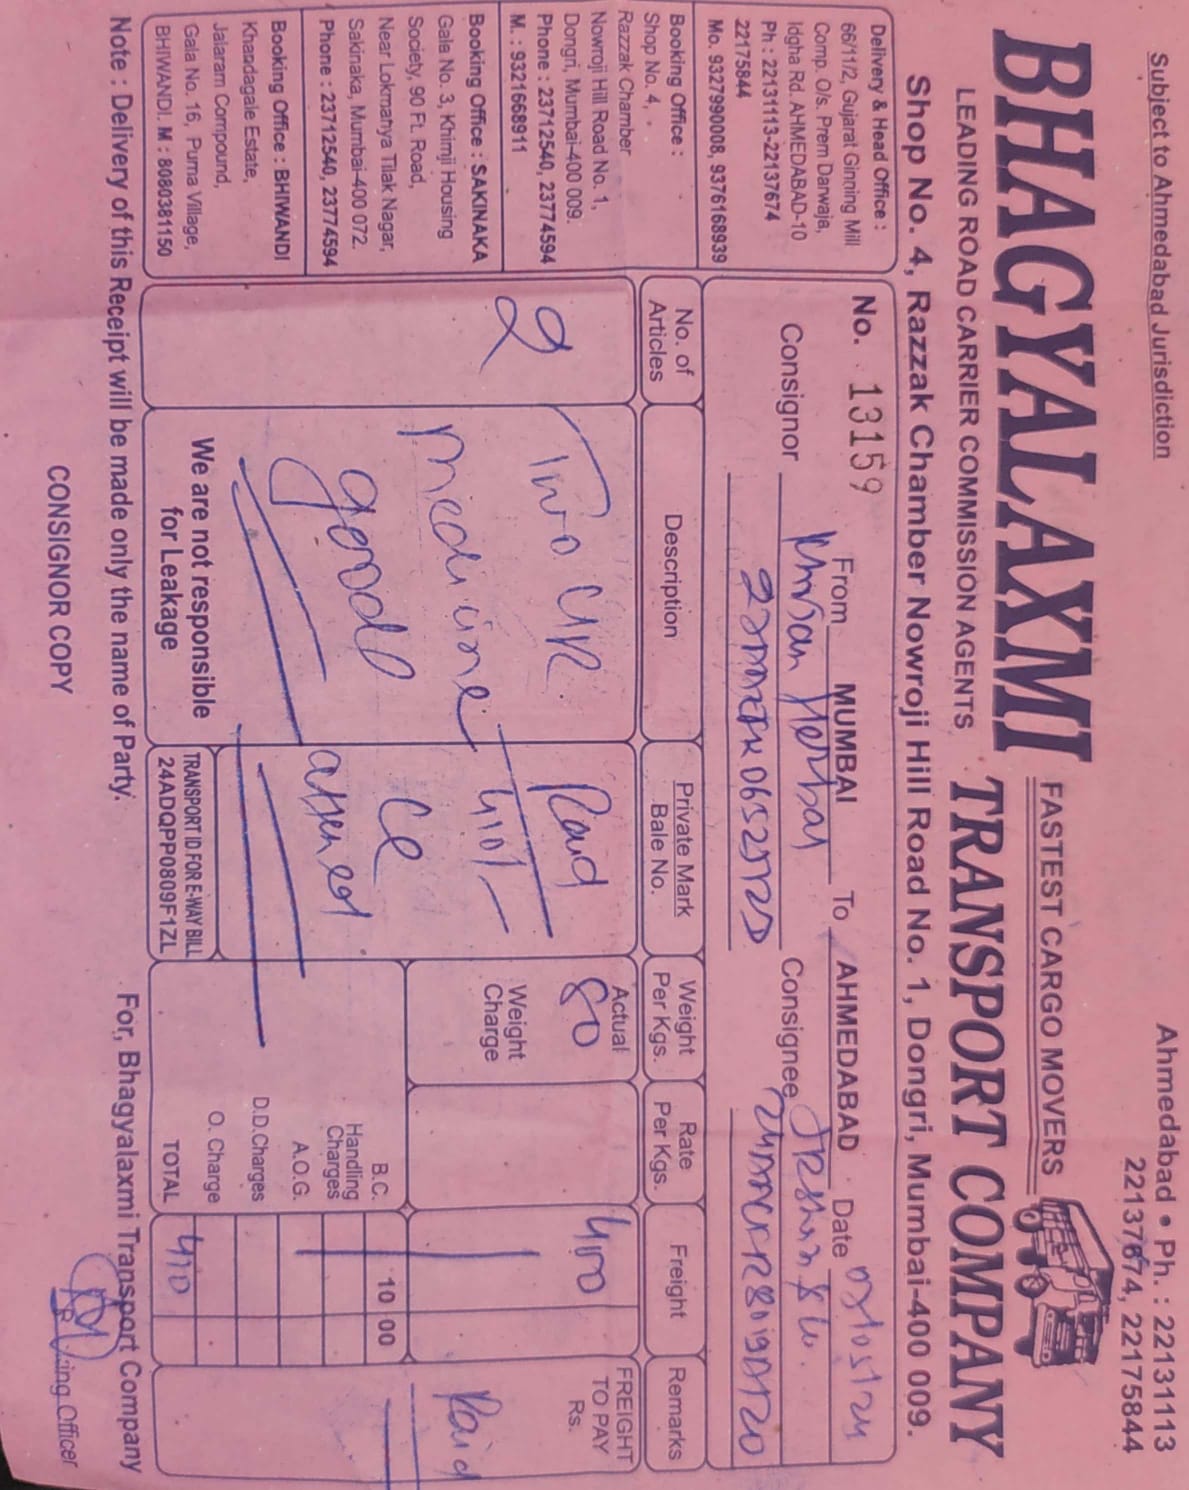 Subject to Ahmedabad Jurisdiction
Ahmedabad • Ph. : 22131113
22137674, 22175844
BHAGYALAXMI
FASTEST CARGO MOVERS
TRANSPORT COMPANY
LEADING ROAD CARRIER COMMISSION AGENTS
Shop No. 4, Razzak Chamber Nowroji Hill Road No. 1, Dongri, Mumbai-400 009.
Delivery & Head Office :
66/11/2, Gujarat Ginning Mill
Comp. O/s. Prem Darwaja,
Idgha Rd. AHMEDABAD-10
Ph : 22131113-22137674
22175844
Mo. 9327990008, 9376168939
Booking Office :
Shop No. 4,
Razzak Chamber
Nowroji Hill Road No. 1,
Dongri, Mumbai-400 009.
Phone : 23712540, 23774594
M. : 9321668911
Booking Office : SAKINAKA
Gale No. 3, Khimji Housing
Society, 90 Ft. Road,
Near Lokmanya Tilak Nagar,
Sakinaka, Mumbai-400 072.
Phone : 23712540, 23774594
Booking Office : BHIWANDI
Khandagale Estate,
Jalaram Compound,
Gala No. 16, Purna Village,
BHIWANDI. M : 8080381150
No. 13159 From MUMBAI To AHMEDABAD Date
Consignor Herbal Consignee
No. of Articles
Description
Private Mark
Bale No.
Weight Per Kgs.
Rate Per Kgs.
Freight
Remarks
2
Two
medicine
good
Paid
Actual
80
Weight Charge
400
FREIGHT TO PAY Rs.
Paid
B.C. 10 00
Handling Charges
A.O.G.
D.D.Charges
O. Charge
TOTAL 410
We are not responsible
for Leakage
TRANSPORT ID FOR E-WAY BILL
24ADQPP0809F1ZL
Note : Delivery of this Receipt will be made only the name of Party.
For, Bhagyalaxmi Transport Company
CONSIGNOR COPY
Officer